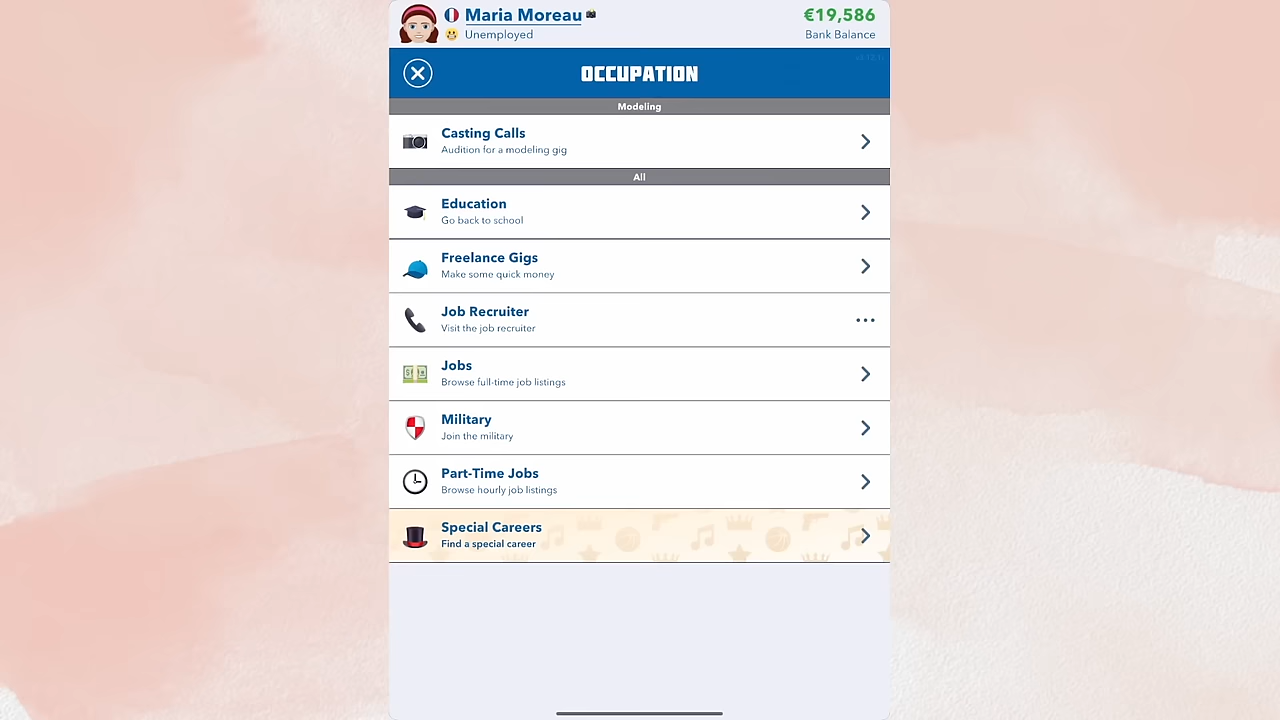 Maria Moreau
€19,586
Unemployed
Bank Balance
OCCUPATION
Modeling
Casting Calls
Audition for a modeling gig
All
Education
Go back to school
Freelance Gigs
Make some quick money
Job Recruiter
Visit the job recruiter
Jobs
Browse full-time job listings
Military
Join the military
Part-Time Jobs
Browse hourly job listings
Special Careers
Find a special career